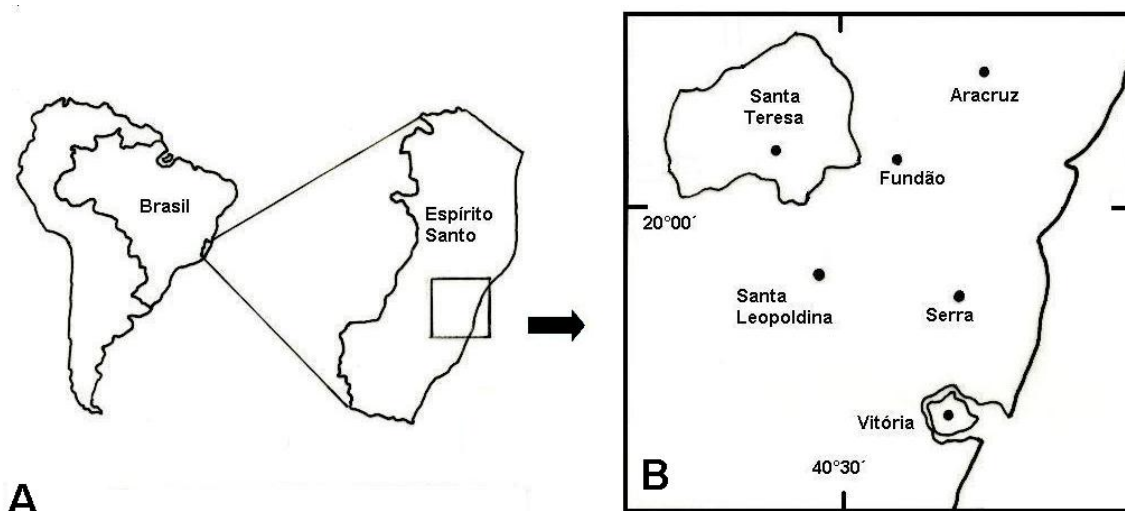 Brasil
Espírito
Santo
A
Santa
Teresa
Aracruz
Fundão
20°00´
Santa
Leopoldina
Serra
Vitória
40°30´
B